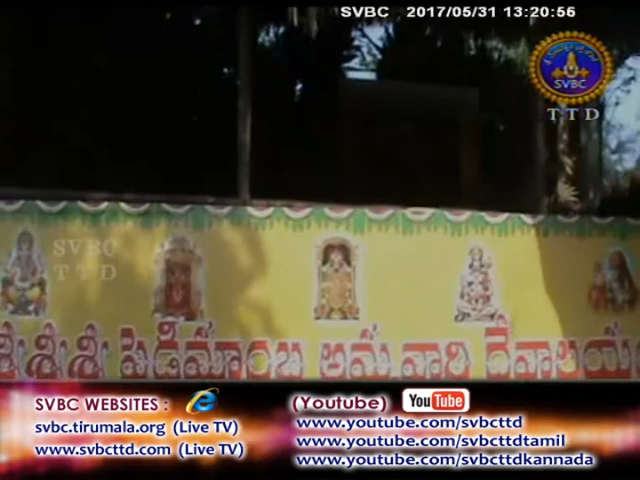 SVBC 2017/05/31 13:20:56
SVBC
TTD
SVBC
TTD
శ్రీశ్రీశ్రీ పెడిమాంబ అమ్మవారి దేవాలయం
SVBC WEBSITES :
svbc.tirumala.org (Live TV)
www.svbcttd.com (Live TV)
(Youtube) YouTube
www.youtube.com/svbcttd
www.youtube.com/svbcttdtamil
www.youtube.com/svbcttdkannada